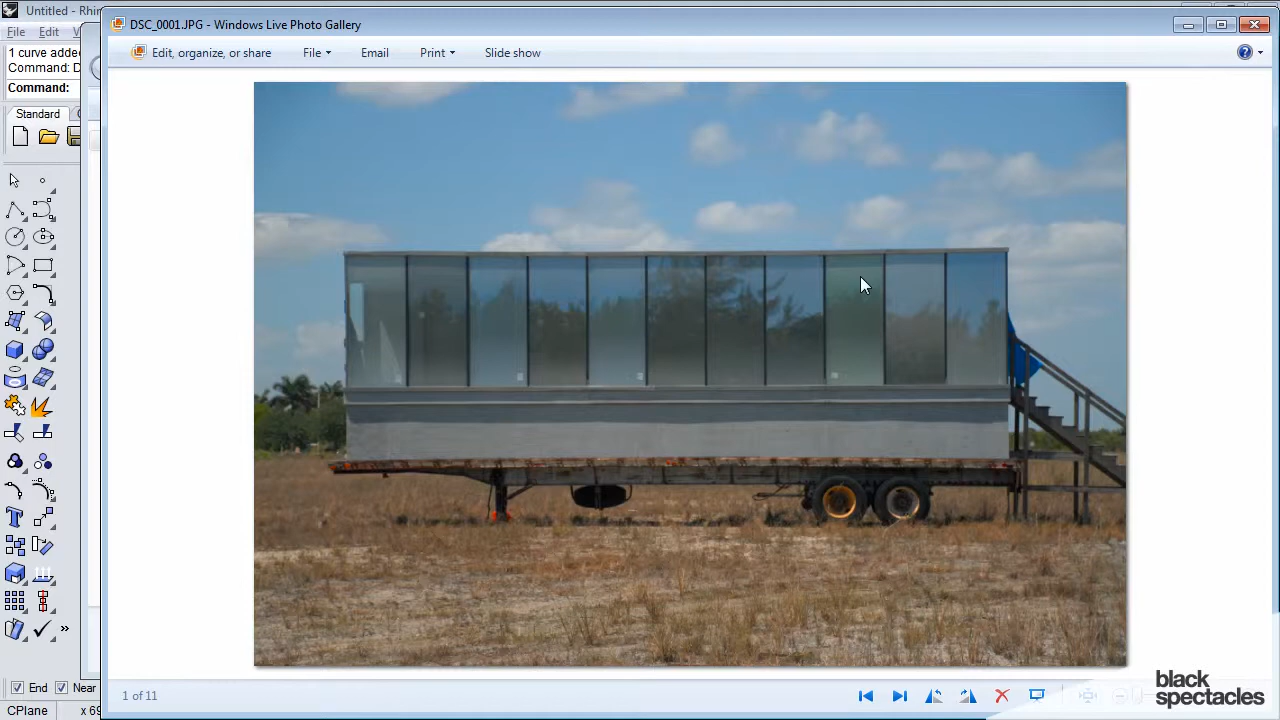 Untitled - Rhin
File Edit V
1 curve added
Command: D
Command:
Standard
End Near
CPlane x 69
DSC_0001.JPG - Windows Live Photo Gallery
Edit, organize, or share File Email Print Slide show
1 of 11
black
spectacles